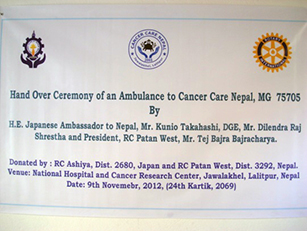 CANCER CARE NEPAL
Hand Over Ceremony of an Ambulance to Cancer Care Nepal, MG 75705
By
H.E. Japanese Ambassador to Nepal, Mr. Kunio Takahashi, DGE, Mr. Dilendra Raj
Shrestha and President, RC Patan West, Mr. Tej Bajra Bajracharya.
Donated by : RC Ashiya, Dist. 2680, Japan and RC Patan West, Dist. 3292, Nepal.
Venue: National Hospital and Cancer Research Center, Jawalakhel, Lalitpur, Nepal
Date: 9th Novemebr, 2012, (24th Kartik, 2069)